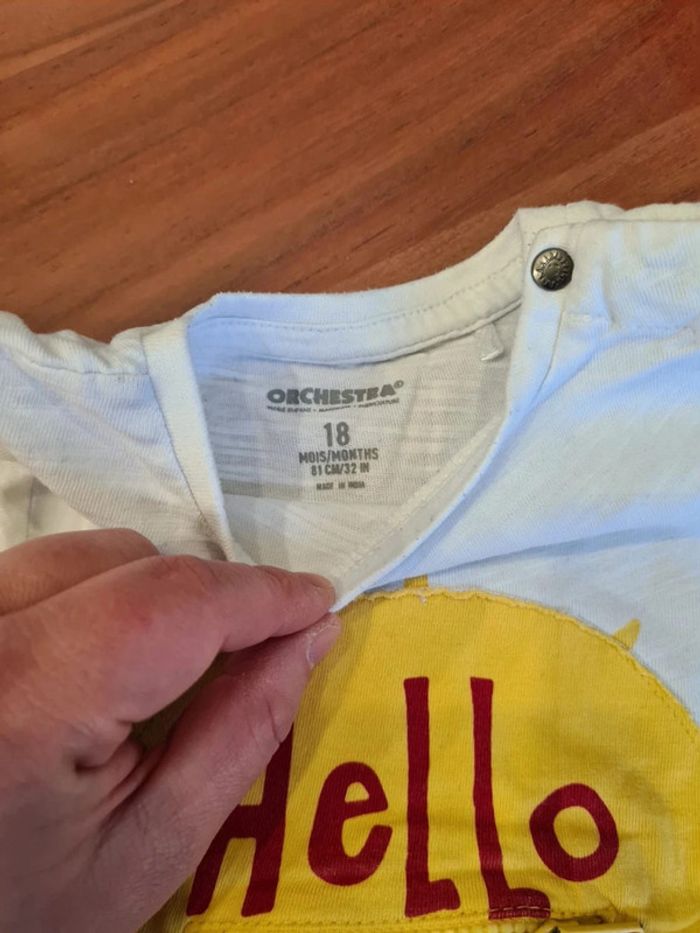 ORCHESTRA®
18
MOIS/MONTHS
81 CM/32 IN
MADE IN INDIA
Hello